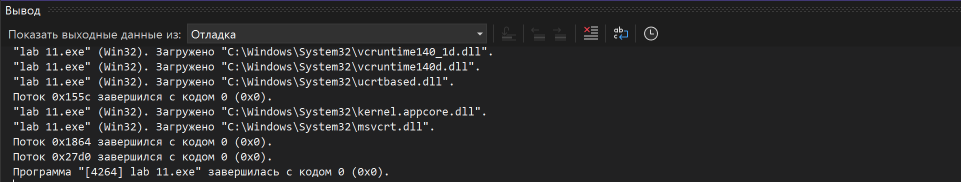 Вывод
Показать выходные данные из: Отладка
"lab 11.exe" (Win32). Загружено "C:\Windows\System32\vcruntime140_1d.dll".
"lab 11.exe" (Win32). Загружено "C:\Windows\System32\vcruntime140d.dll".
"lab 11.exe" (Win32). Загружено "C:\Windows\System32\ucrtbased.dll".
Поток 0x155c завершился с кодом 0 (0x0).
"lab 11.exe" (Win32). Загружено "C:\Windows\System32\kernel.appcore.dll".
"lab 11.exe" (Win32). Загружено "C:\Windows\System32\msvcrt.dll".
Поток 0x1864 завершился с кодом 0 (0x0).
Поток 0x27d0 завершился с кодом 0 (0x0).
Программа "[4264] lab 11.exe" завершилась с кодом 0 (0x0).